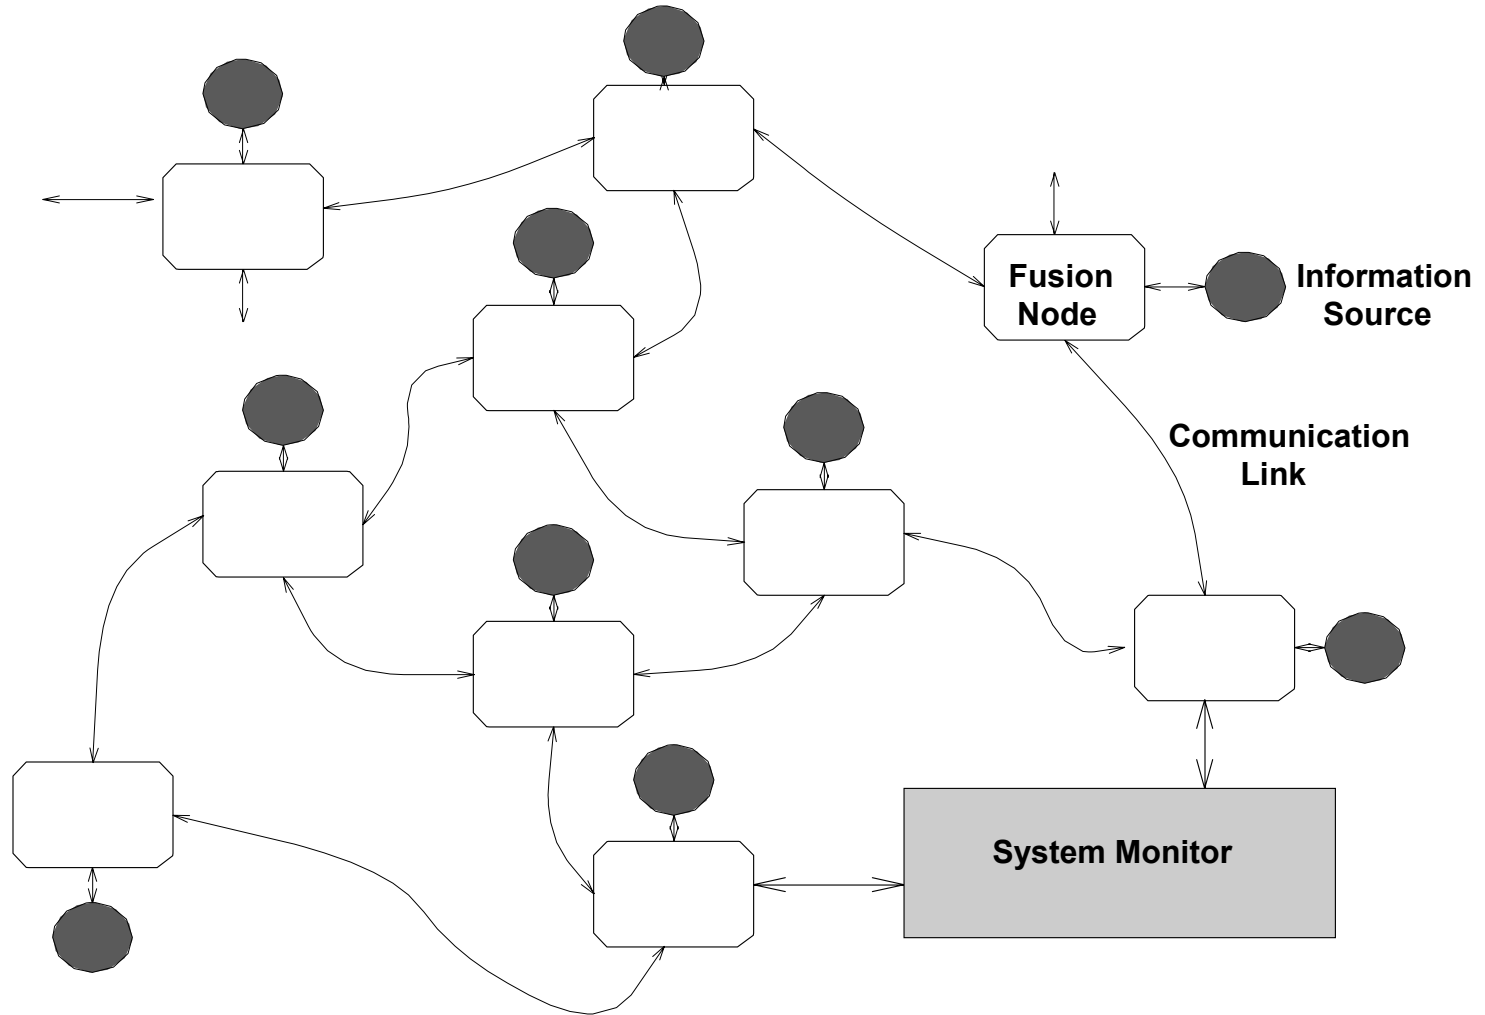 Fusion
Node
Information
Source
Communication
Link
System Monitor